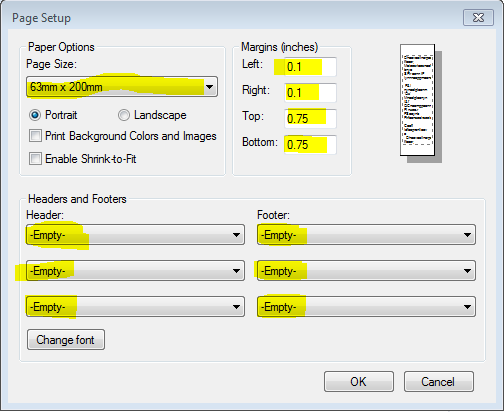 Page Setup
Paper Options
Page Size:
63mm x 200mm
Portrait
Landscape
Print Background Colors and Images
Enable Shrink-to-Fit
Margins (inches)
Left: 0.1
Right: 0.1
Top: 0.75
Bottom: 0.75
Headers and Footers
Header: Footer:
-Empty- -Empty-
-Empty- -Empty-
-Empty- -Empty-
Change font
OK Cancel